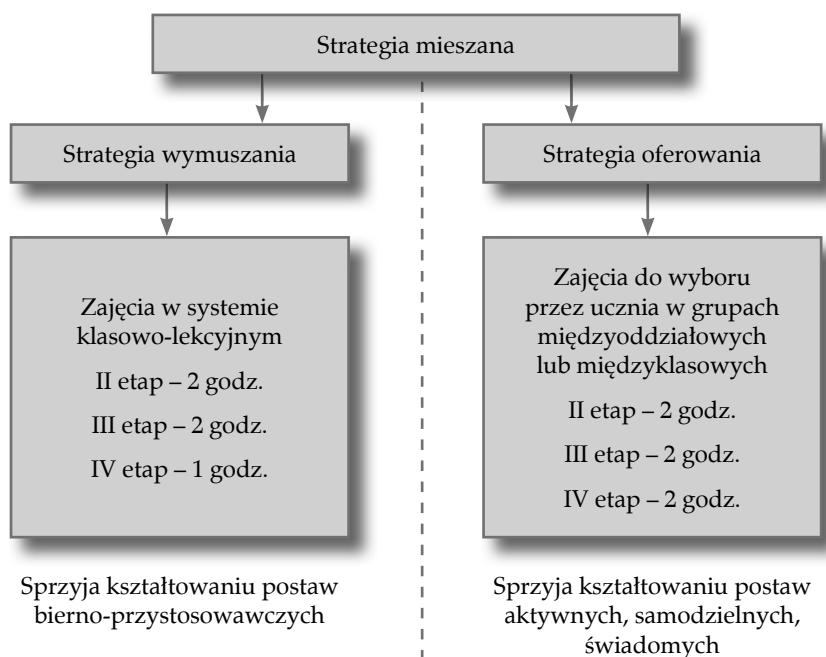 Strategia mieszana
Strategia wymuszania
Zajęcia w systemie
klasowo-lekcyjnym
II etap – 2 godz.
III etap – 2 godz.
IV etap – 1 godz.
Sprzyja kształtowaniu postaw
bierno-przystosowawczych
Strategia oferowania
Zajęcia do wyboru
przez ucznia w grupach
międzyoddziałowych
lub międzyklasowych
II etap – 2 godz.
III etap – 2 godz.
IV etap – 2 godz.
Sprzyja kształtowaniu postaw
aktywnych, samodzielnych,
świadomych